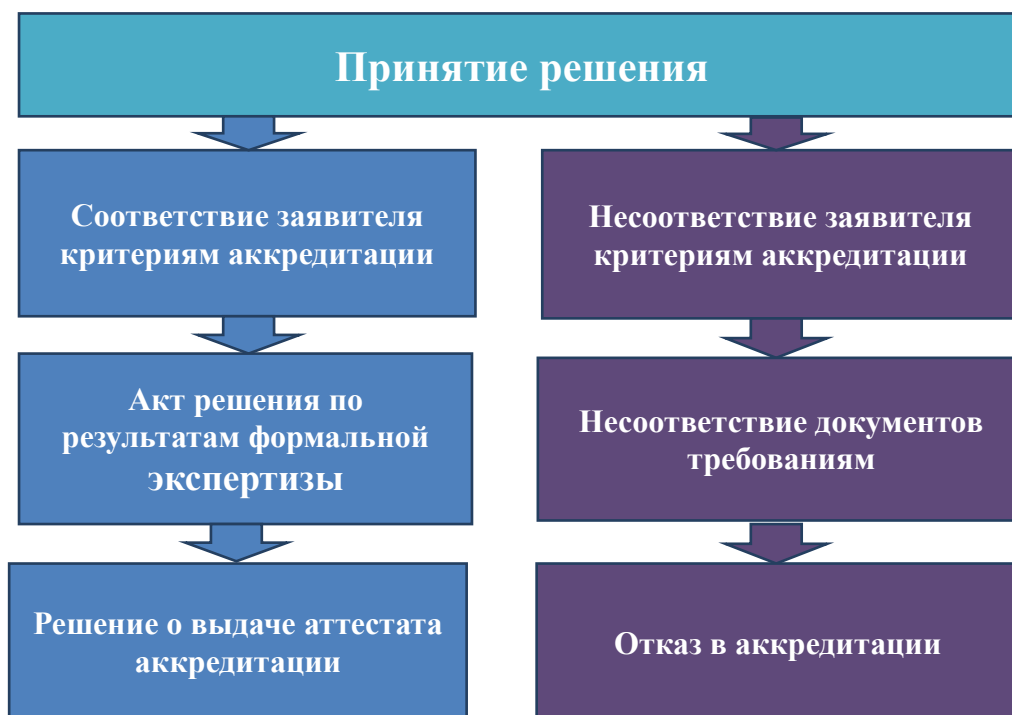 Принятие решения
Соответствие заявителя
критериям аккредитации
Несоответствие заявителя
критериям аккредитации
Акт решения по
результатам формальной
экспертизы
Несоответствие документов
требованиям
Решение о выдаче аттестата
аккредитации
Отказ в аккредитации